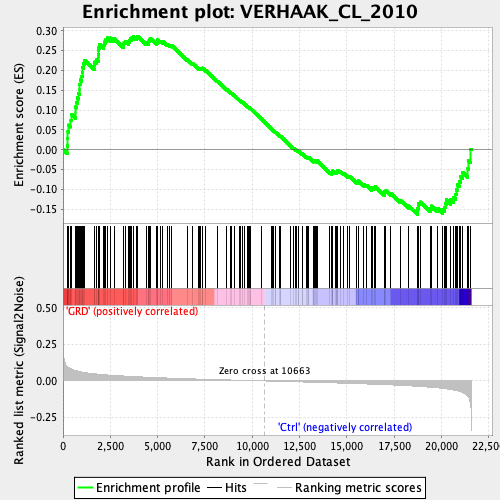 Enrichment plot: VERHAAK_CL_2010
Enrichment score (ES)
0.30
0.25
0.20
0.15
0.10
0.05
0.00
-0.05
-0.10
-0.15
'GRD' (positively correlated)
Ranked list metric (Signal2Noise)
0.50
0.25
0.00
-0.25
Zero cross at 10663
'Ctrl' (negatively correlated)
0
2,500
5,000
7,500
10,000
12,500
15,000
17,500
20,000
22,500
Rank in Ordered Dataset
Enrichment profile
Hits
Ranking metric scores